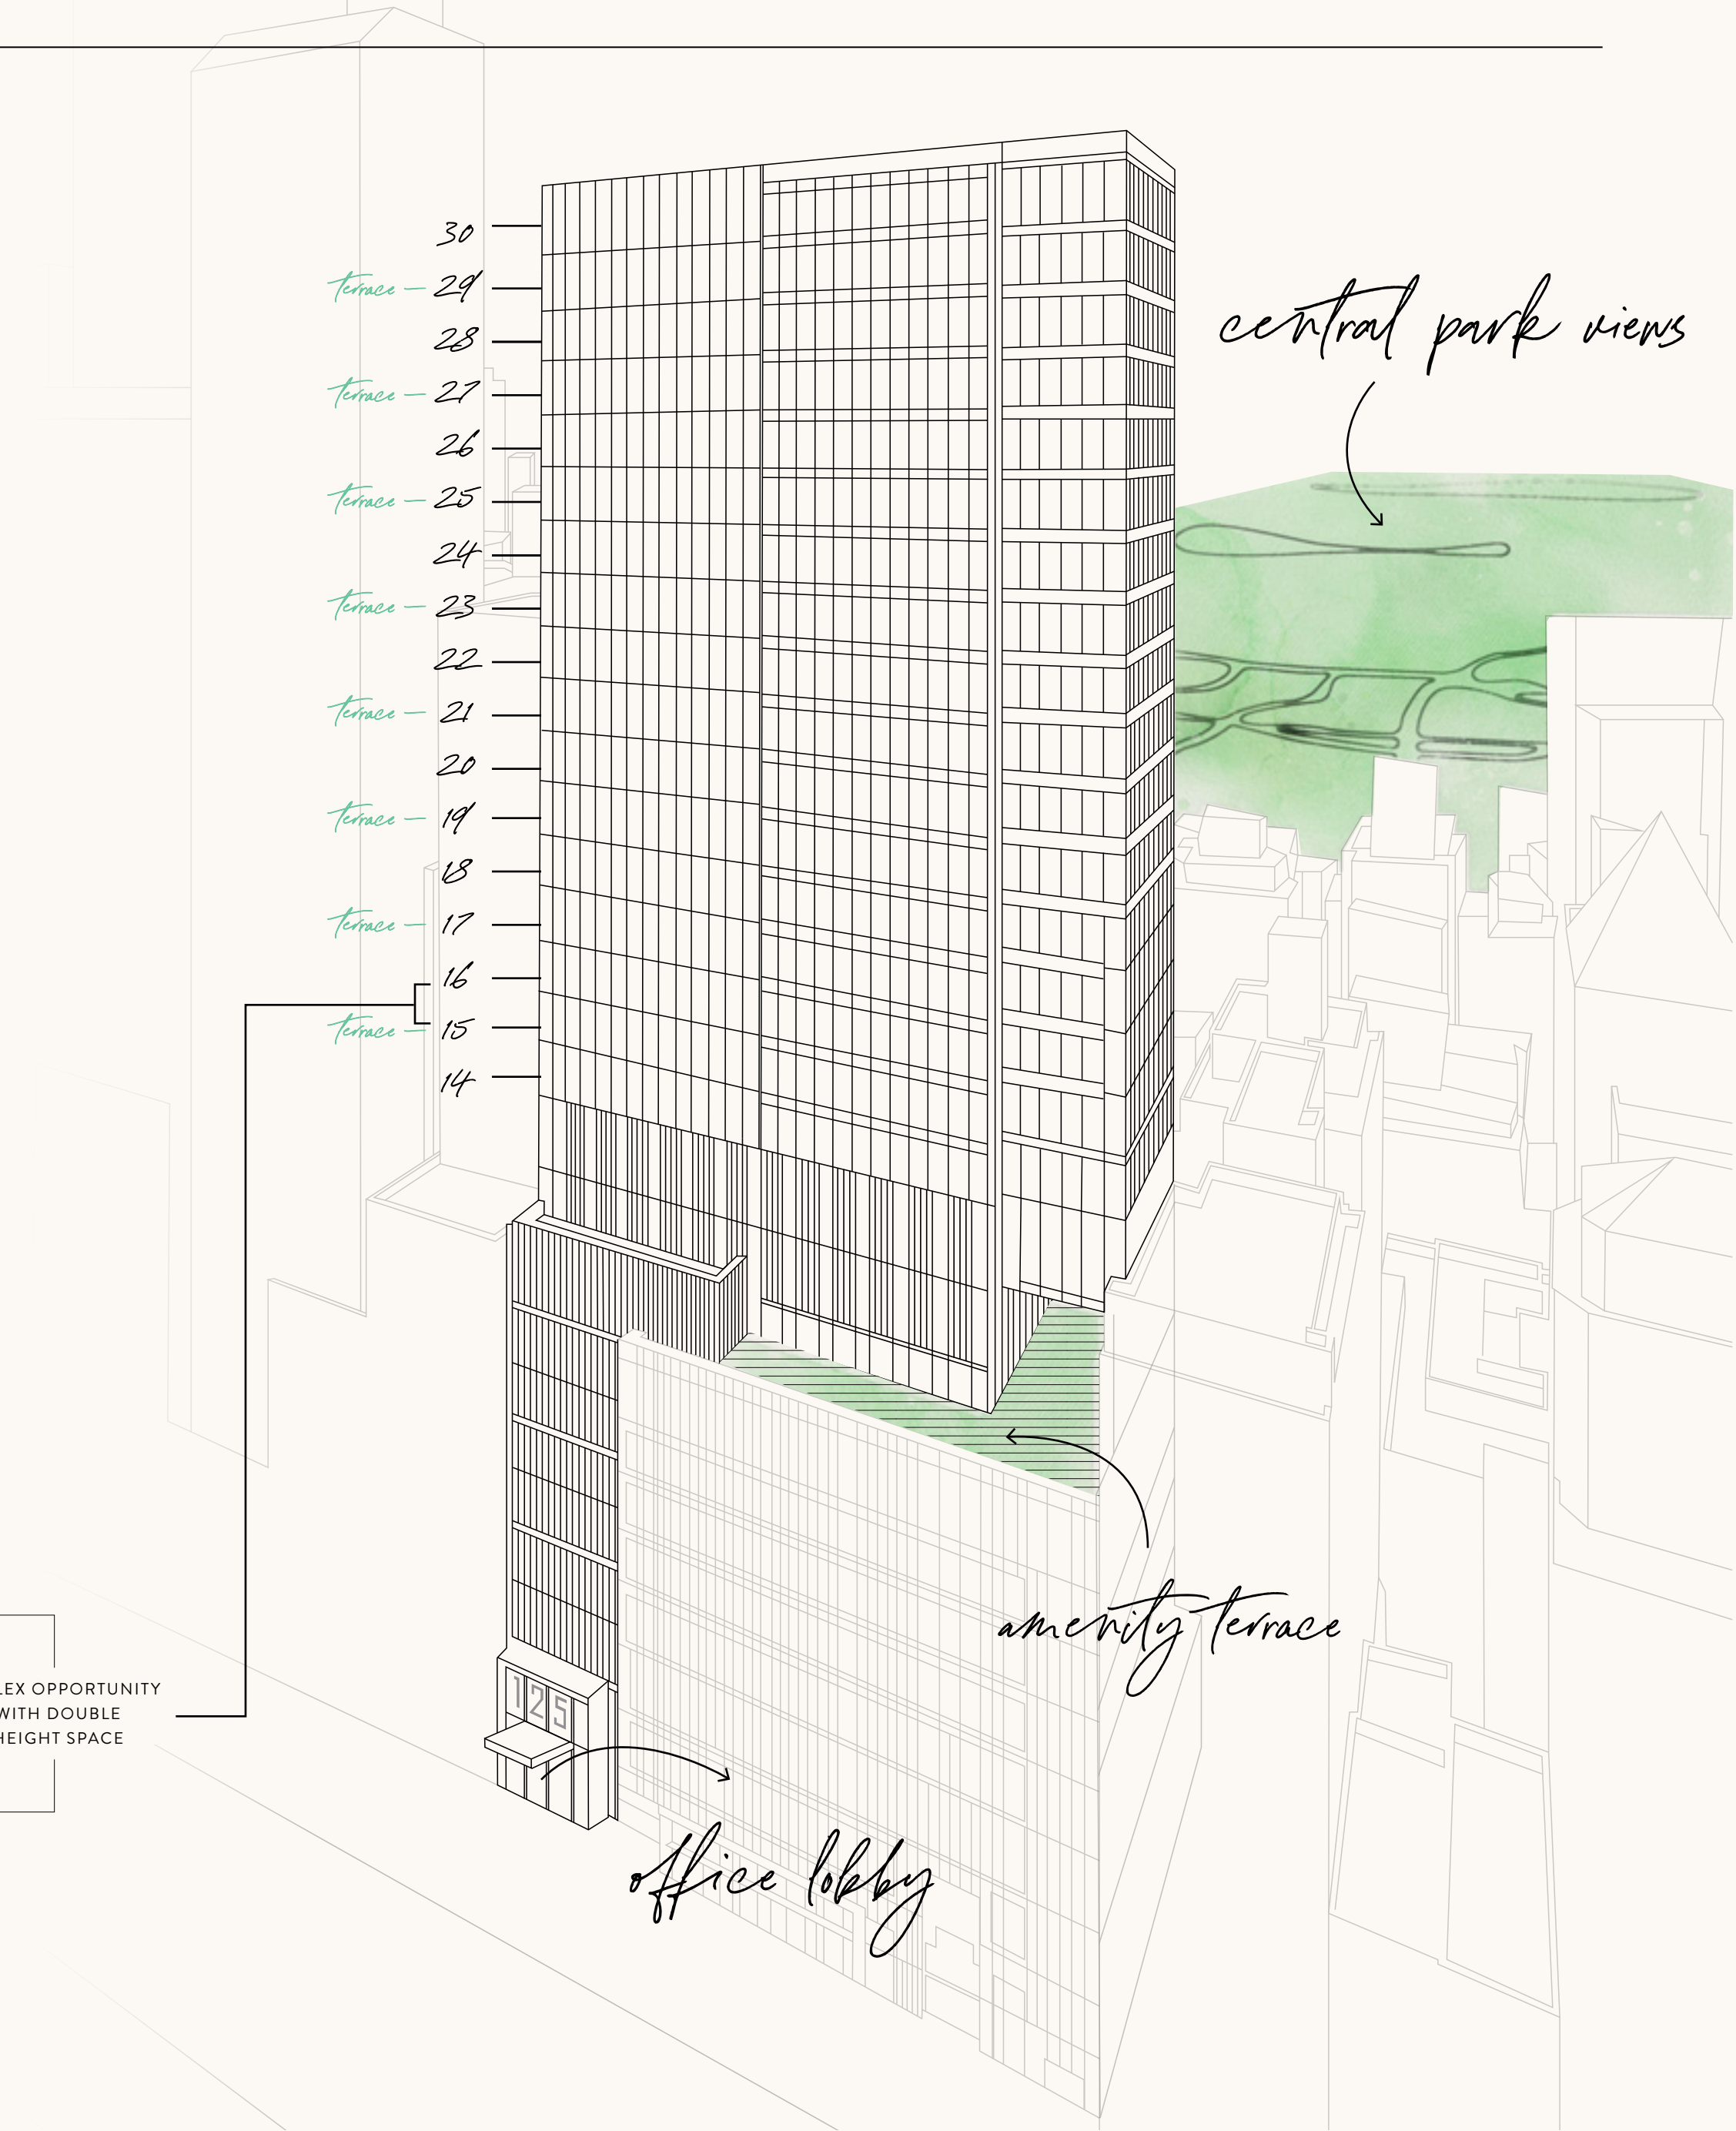 30
terrace — 29
28
terrace — 27
26
terrace — 25
24
terrace — 23
22
terrace — 21
20
terrace — 19
18
terrace — 17
16
terrace — 15
14
central park views
amenity terrace
LEX OPPORTUNITY
WITH DOUBLE
HEIGHT SPACE
125
office lobby